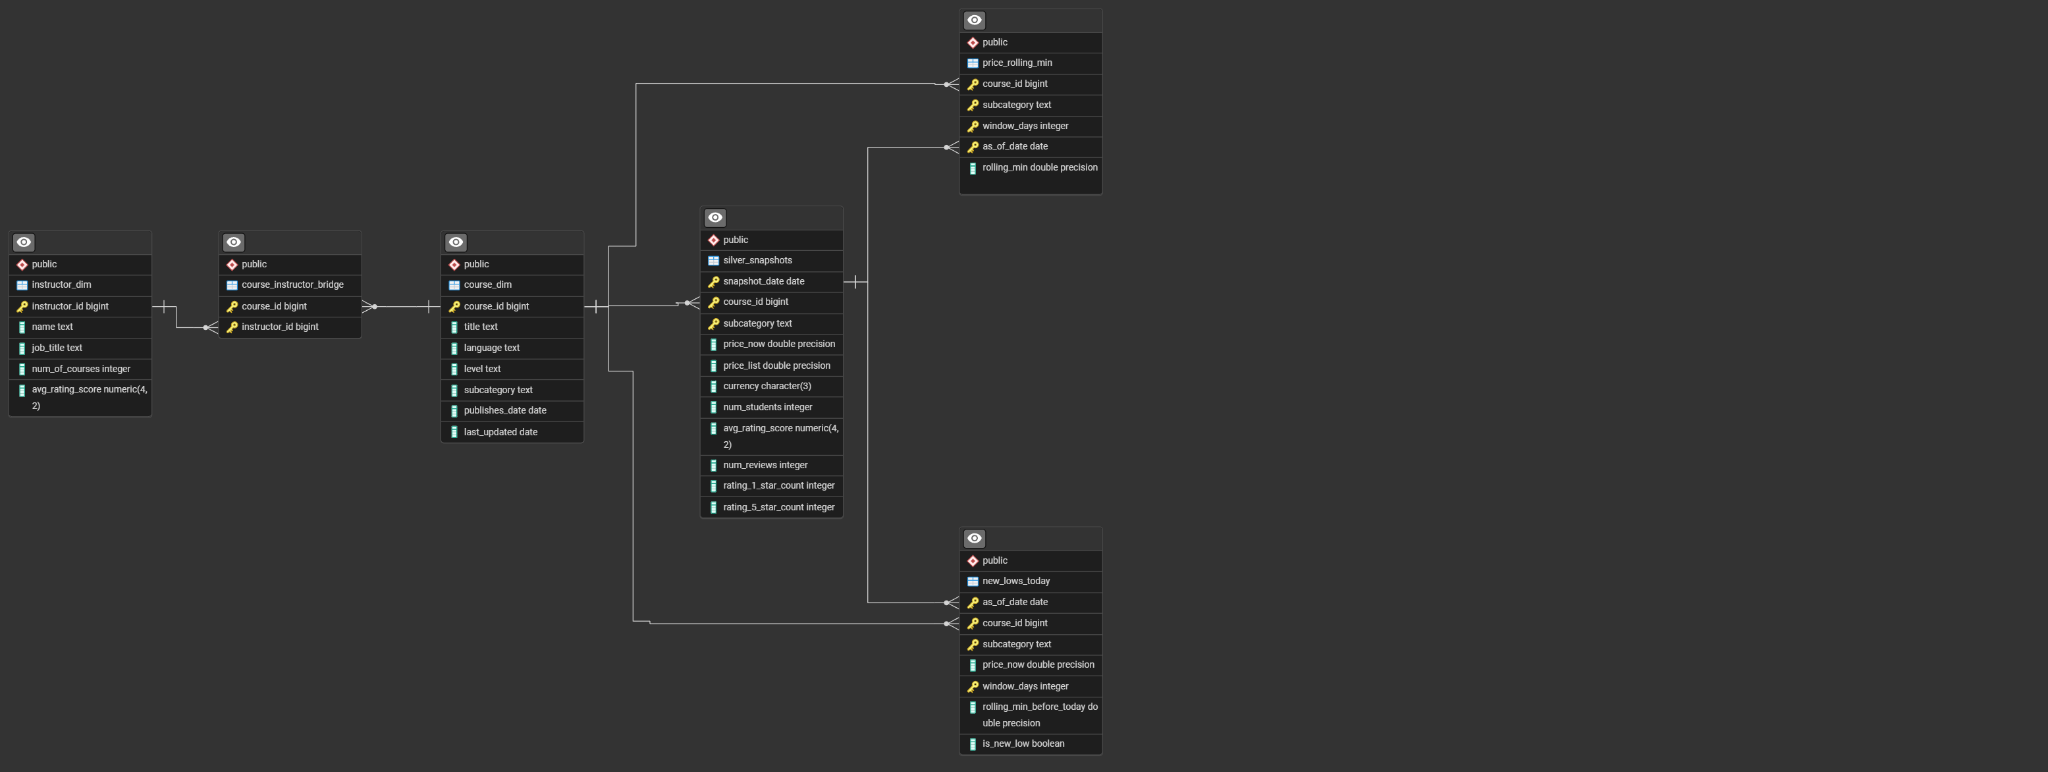 public
instructor_dim
instructor_id bigint
name text
job_title text
num_of_courses integer
avg_rating_score numeric(4,
2)
public
course_instructor_bridge
course_id bigint
instructor_id bigint
public
course_dim
course_id bigint
title text
language text
level text
subcategory text
publishes_date date
last_updated date
public
silver_snapshots
snapshot_date date
course_id bigint
subcategory text
price_now double precision
price_list double precision
currency character(3)
num_students integer
avg_rating_score numeric(4,
2)
num_reviews integer
rating_1_star_count integer
rating_5_star_count integer
public
price_rolling_min
course_id bigint
subcategory text
window_days integer
as_of_date date
rolling_min double precision
public
new_lows_today
as_of_date date
course_id bigint
subcategory text
price_now double precision
window_days integer
rolling_min_before_today do
uble precision
is_new_low boolean